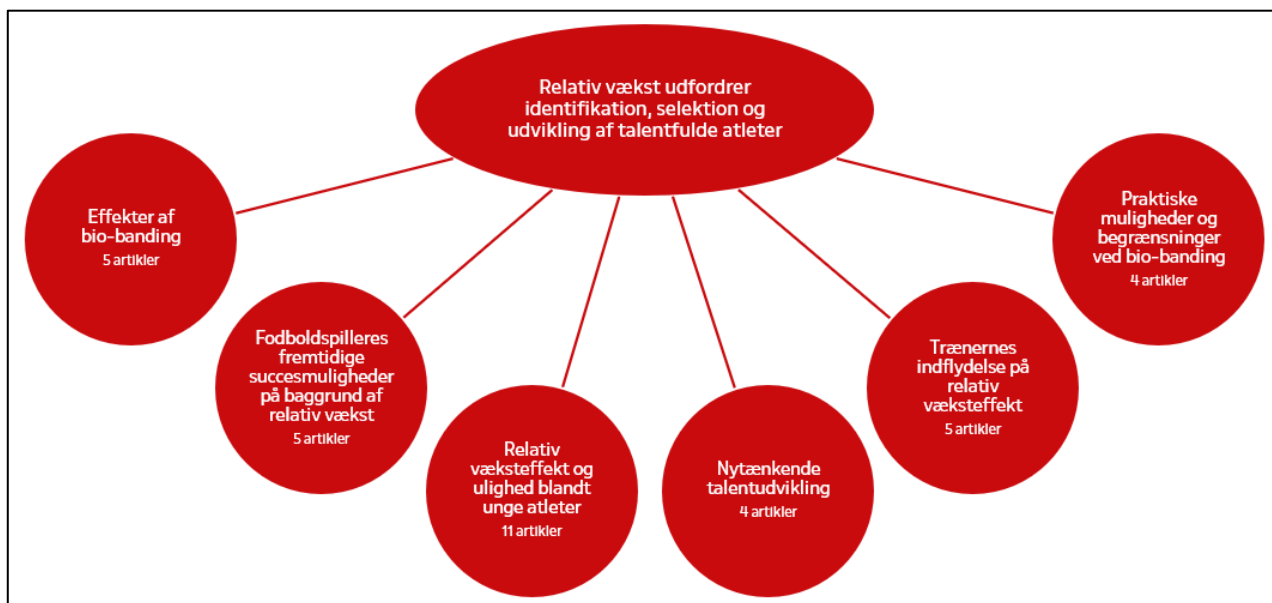 Relativ vækst udfordrer
identifikation, selektion og
udvikling af talentfulde atleter
Effekter af
bio-banding
5 artikler
Fodboldspilleres
fremtidige
succesmuligheder
på baggrund af
relativ vækst
5 artikler
Relativ
væksteffekt og
ulighed blandt
unge atleter
11 artikler
Nytænkende
talentudvikling
4 artikler
Trænernes
indflydelse på
relativ
væksteffekt
5 artikler
Praktiske
muligheder og
begrænsninger
ved bio-banding
4 artikler